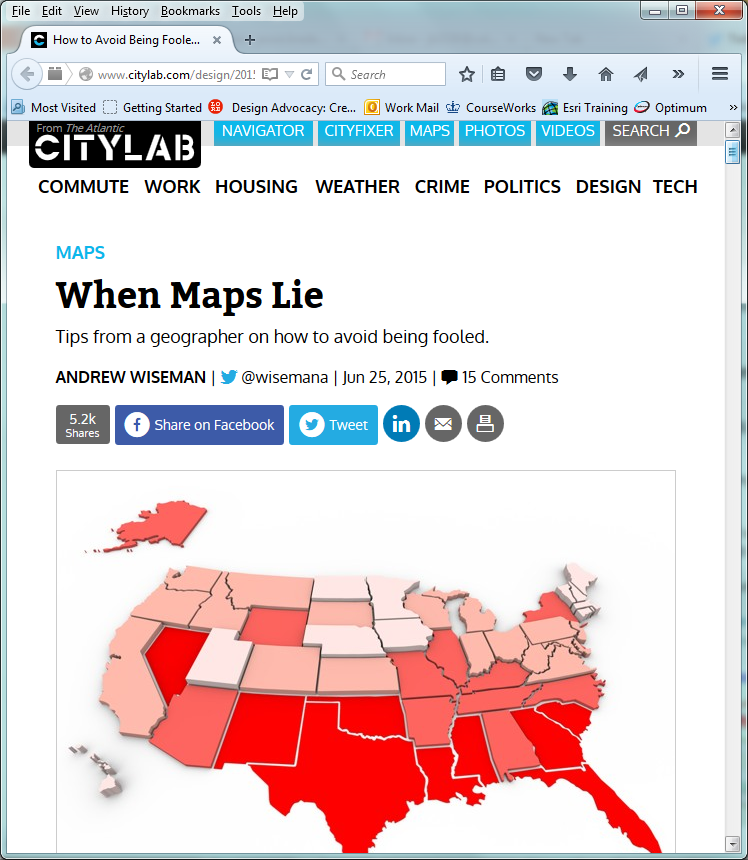 File Edit View History Bookmarks Tools Help
How to Avoid Being Foole...
www.citylab.com/design/201
Search
Most Visited Getting Started Design Advocacy: Cre... Work Mail CourseWorks Esri Training Optimum
From The Atlantic
CITYLAB
NAVIGATOR CITYFIXER MAPS PHOTOS VIDEOS SEARCH
COMMUTE WORK HOUSING WEATHER CRIME POLITICS DESIGN TECH
MAPS
When Maps Lie
Tips from a geographer on how to avoid being fooled.
ANDREW WISEMAN | @wisemana | Jun 25, 2015 | 15 Comments
5.2k Shares Share on Facebook Tweet in